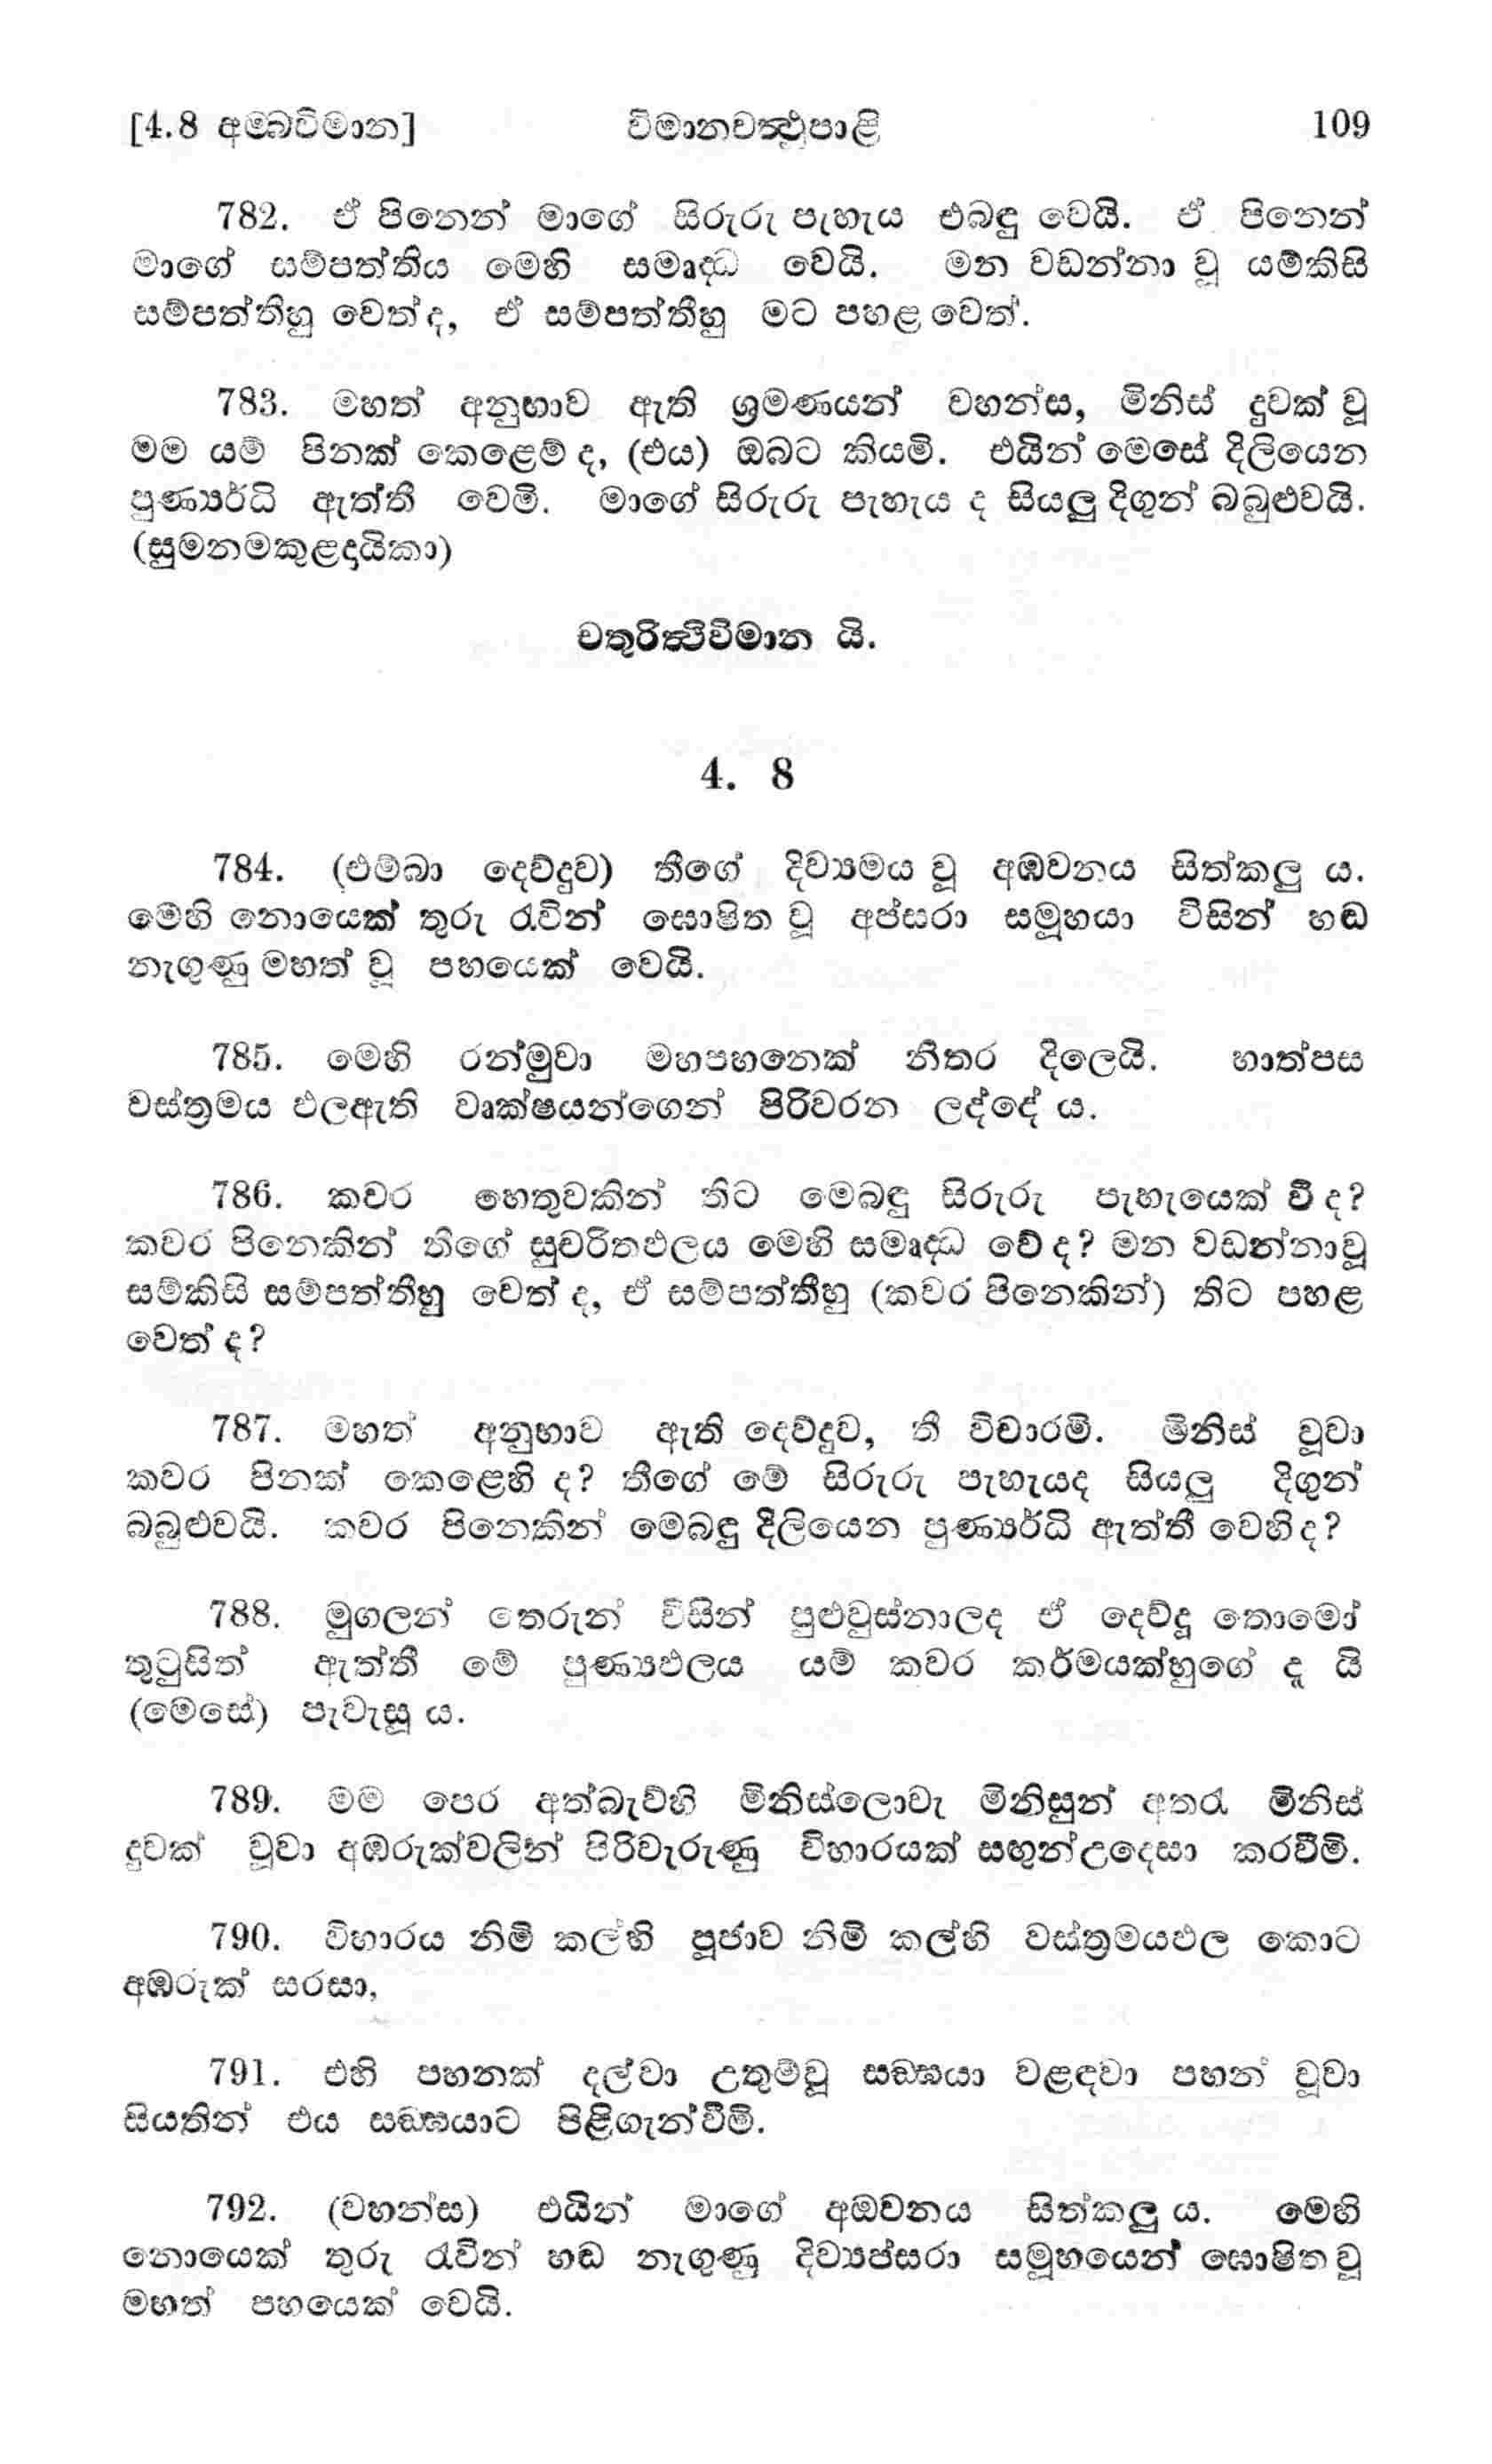 [4.8 අම්බවිමාන] විමානවත්‍ථුපාළි 109
782. ඒ පිනෙන් මාගේ සිරුරු පැහැය එබඳු වෙයි. ඒ පිනෙන්
මාගේ සම්පත්තිය මෙහි සමෘද්‍ධ වෙයි. මන වඩන්නා වූ යම්කිසි
සම්පත්තිහු වෙත්ද, ඒ සම්පත්තිහු මට පහළ වෙත්.
783. මහත් අනුභාව ඇති ශ්‍රමණයන් වහන්ස, මිනිස් දුවක් වූ
මම යම් පිනක් කෙළෙම් ද, (එය) ඔබට කියමි. එයින් මෙසේ දිලියෙන
පුණ්‍යර්ධි ඇත්තී වෙමි. මාගේ සිරුරු පැහැය ද සියලු දිගුන් බබුළුවයි.
(සුමනමකුළදායිකා)
චතුරිත්‍ථිවිමාන යි.
4. 8
784. (එම්බා දෙව්දුව) තීගේ දිව්‍යමය වූ අඹවනය සිත්කලු ය.
මෙහි නොයෙක් තුරු රැවින් ඝොෂිත වූ අප්සරා සමූහයා විසින් හඬ
නැගුණු මහත් වූ පහයෙක් වෙයි.
785. මෙහි රන්මුවා මහපහනෙක් නිතර දිලෙයි. හාත්පස
වස්ත්‍රමය ඵලඇති වෘක්ෂයන්ගෙන් පිරිවරන ලද්දේ ය.
786. කවර හෙතුවකින් තිට මෙබඳු සිරුරු පැහැයෙක් වී ද?
කවර පිනෙකින් තිගේ සුචරිතඵලය මෙහි සමෘද්‍ධ වේ ද? මන වඩන්නාවූ
සම්කිසි සම්පත්තිහු වෙත් ද, ඒ සම්පත්තීහු (කවර පිනෙකින්) තිට පහළ
වෙත් ද?
787. මහත් අනුභාව ඇති දෙව්දුව, තී විචාරමි. මිනිස් වූවා
කවර පිනක් කෙළෙහි ද? තීගේ මේ සිරුරු පැහැයද සියලු දිගුන්
බබුළුවයි. කවර පිනෙකින් මෙබඳු දිලියෙන පුණ්‍යර්ධි ඇත්තී වෙහිද?
788. මුගලන් තෙරුන් විසින් පුළුවුස්නාලද ඒ දෙව්දූ තොමෝ
තුටුසිත් ඇත්තී මේ පුණ්‍යඵලය යම් කවර කර්මයක්හුගේ දැ යි
(මෙසේ) පැවැසූ ය.
789. මම පෙර අත්බැව්හි මිනිස්ලොවැ මිනිසුන් අතරැ මිනිස්
දුවක් වූවා අඹරුක්වලින් පිරිවැරුණු විහාරයක් සඟුන්උදෙසා කරවීමි.
790. විහාරය නිමි කල්හි පූජාව නිමි කල්හි වස්ත්‍රමයඵල කොට
අඹරුක් සරසා,
791. එහි පහනක් දල්වා උතුම්වූ සඞ්ඝයා වළඳවා පහන් වූවා
සියතින් එය සඞ්ඝයාට පිළිගැන්වීමි.
792. (වහන්ස) එයින් මාගේ අඹවනය සිත්කලු ය. මෙහි
නොයෙක් තුරු රැවින් හඬ නැගුණු දිව්‍යප්සරා සමූහයෙන් ඝොෂිත වූ
මහත් පහයෙක් වෙයි.